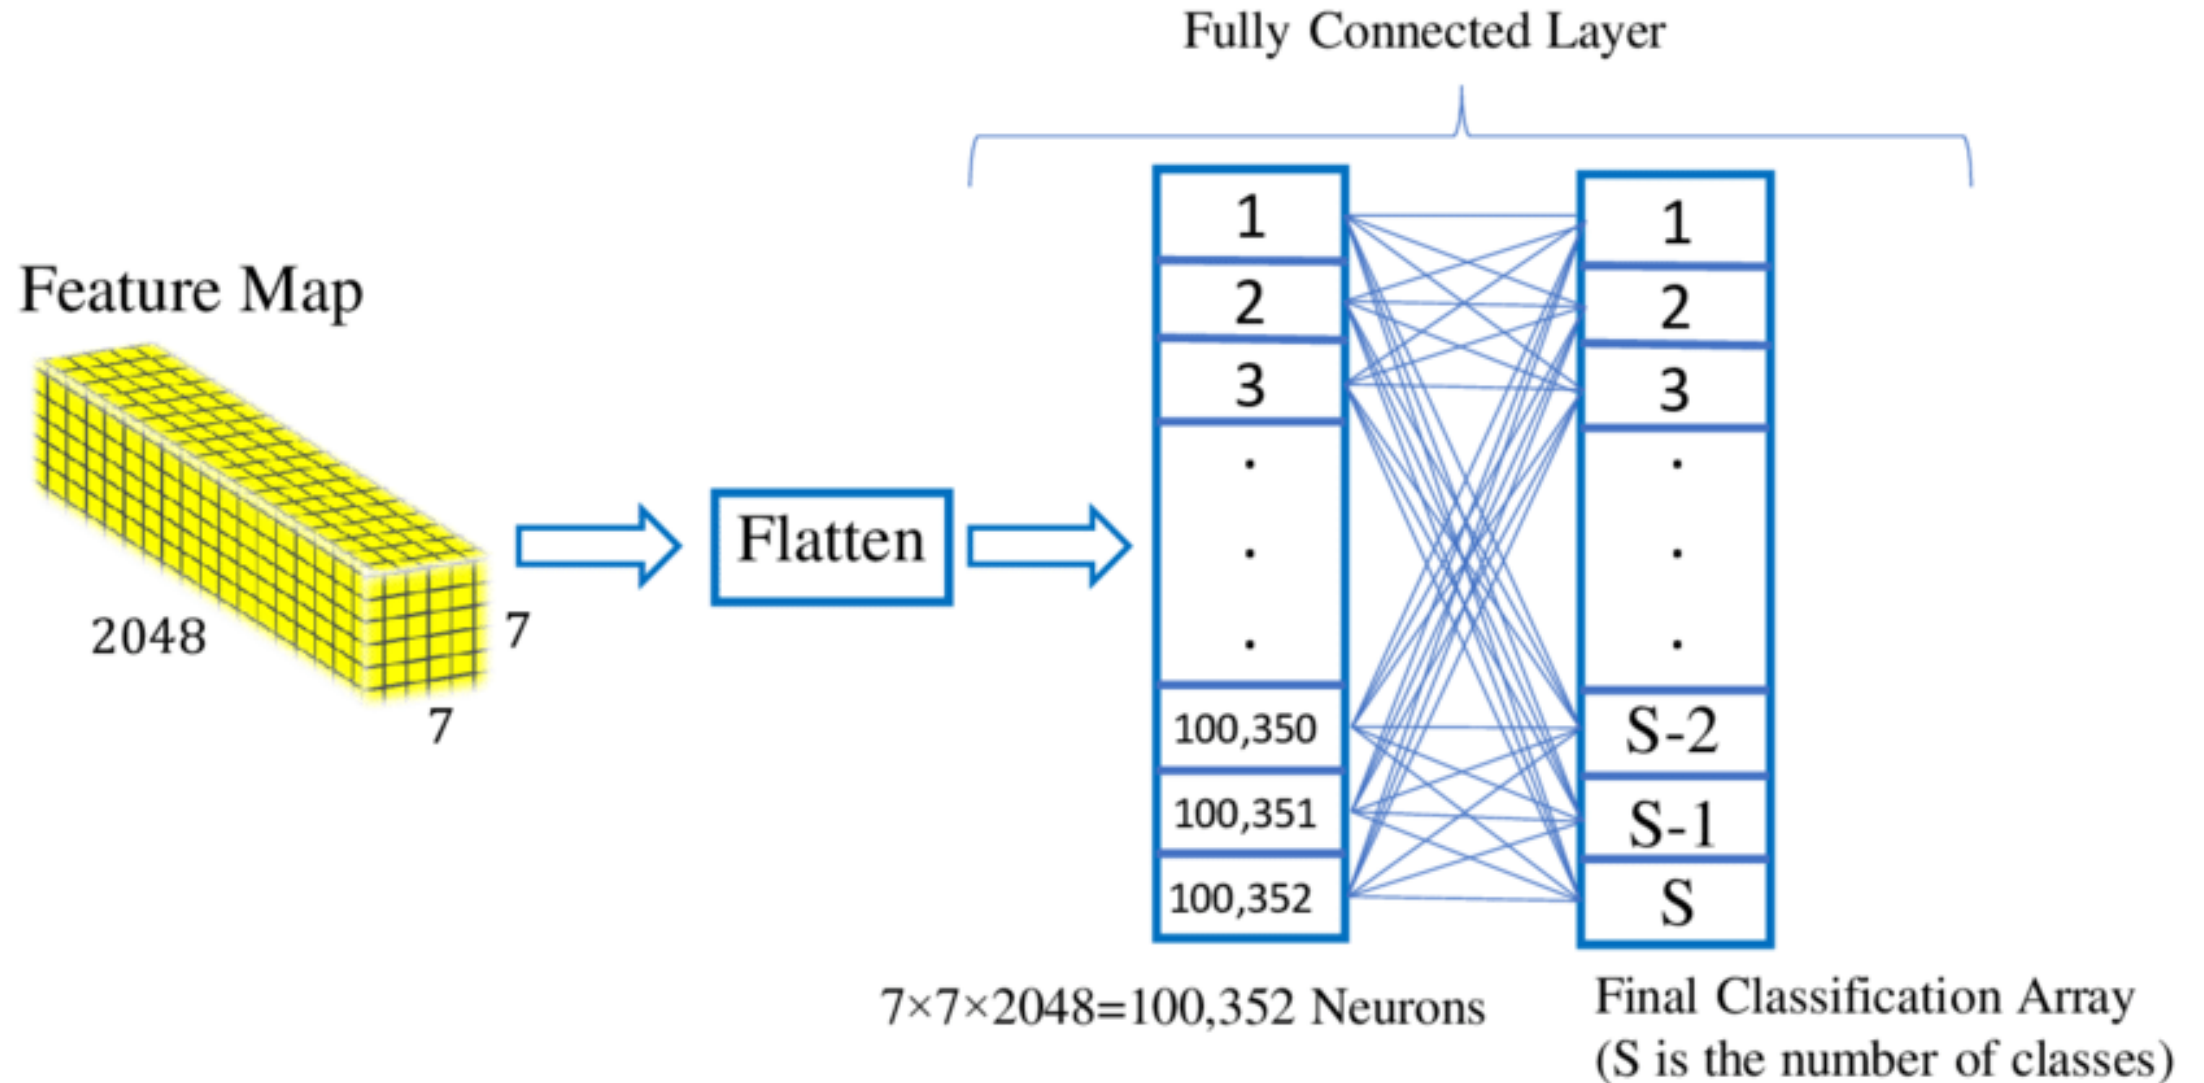 Fully Connected Layer
Feature Map
2048
7
7
Flatten
1
2
3
.
.
.
100,350
100,351
100,352
1
2
3
.
.
.
S-2
S-1
S
7×7×2048=100,352 Neurons
Final Classification Array
(S is the number of classes)